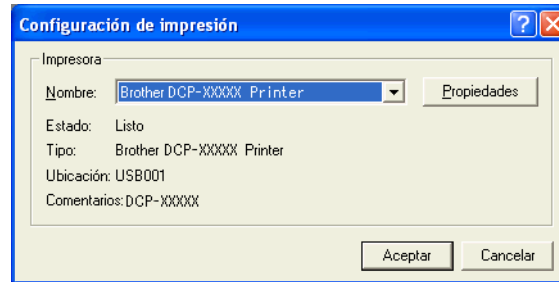 Configuración de impresión
Impresora
Nombre: Brother DCP-XXXXX Printer Propiedades
Estado: Listo
Tipo: Brother DCP-XXXXX Printer
Ubicación: USB001
Comentarios: DCP-XXXXX
Aceptar Cancelar